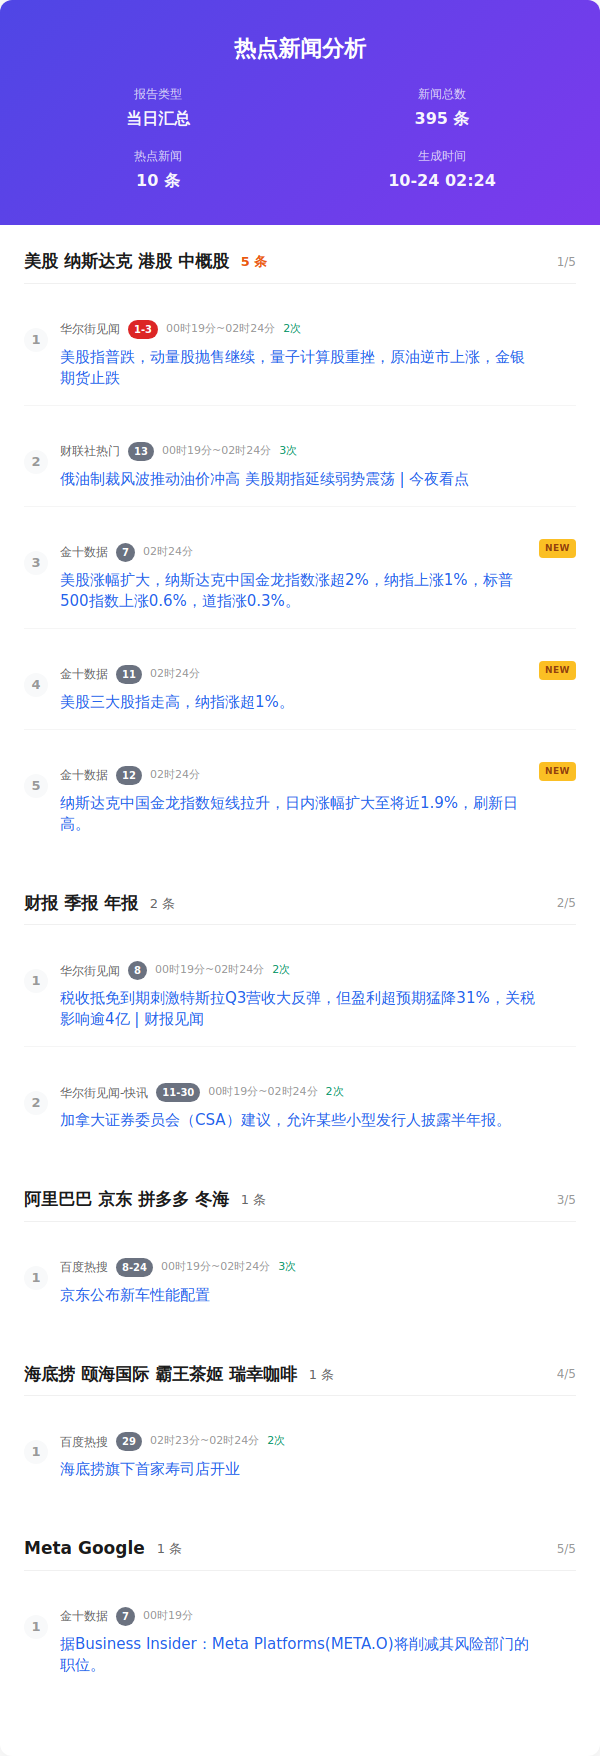 热点新闻分析
报告类型
新闻总数
当日汇总
395 条
热点新闻
生成时间
10 条
10-24 02:24
美股 纳斯达克 港股 中概股 5 条 1/5
1 华尔街见闻 1-3 00时19分~02时24分 2次
美股指普跌，动量股抛售继续，量子计算股重挫，原油逆市上涨，金银
期货止跌
2 财联社热门 13 00时19分~02时24分 3次
俄油制裁风波推动油价冲高 美股期指延续弱势震荡 | 今夜看点
3 金十数据 7 02时24分 NEW
美股涨幅扩大，纳斯达克中国金龙指数涨超2%，纳指上涨1%，标普
500指数上涨0.6%，道指涨0.3%。
4 金十数据 11 02时24分 NEW
美股三大股指走高，纳指涨超1%。
5 金十数据 12 02时24分 NEW
纳斯达克中国金龙指数短线拉升，日内涨幅扩大至将近1.9%，刷新日
高。
财报 季报 年报 2 条 2/5
1 华尔街见闻 8 00时19分~02时24分 2次
税收抵免到期刺激特斯拉Q3营收大反弹，但盈利超预期猛降31%，关税
影响逾4亿 | 财报见闻
2 华尔街见闻-快讯 11-30 00时19分~02时24分 2次
加拿大证券委员会（CSA）建议，允许某些小型发行人披露半年报。
阿里巴巴 京东 拼多多 冬海 1 条 3/5
1 百度热搜 8-24 00时19分~02时24分 3次
京东公布新车性能配置
海底捞 颐海国际 霸王茶姬 瑞幸咖啡 1 条 4/5
1 百度热搜 29 02时23分~02时24分 2次
海底捞旗下首家寿司店开业
Meta Google 1 条 5/5
1 金十数据 7 00时19分
据Business Insider：Meta Platforms(META.O)将削减其风险部门的
职位。